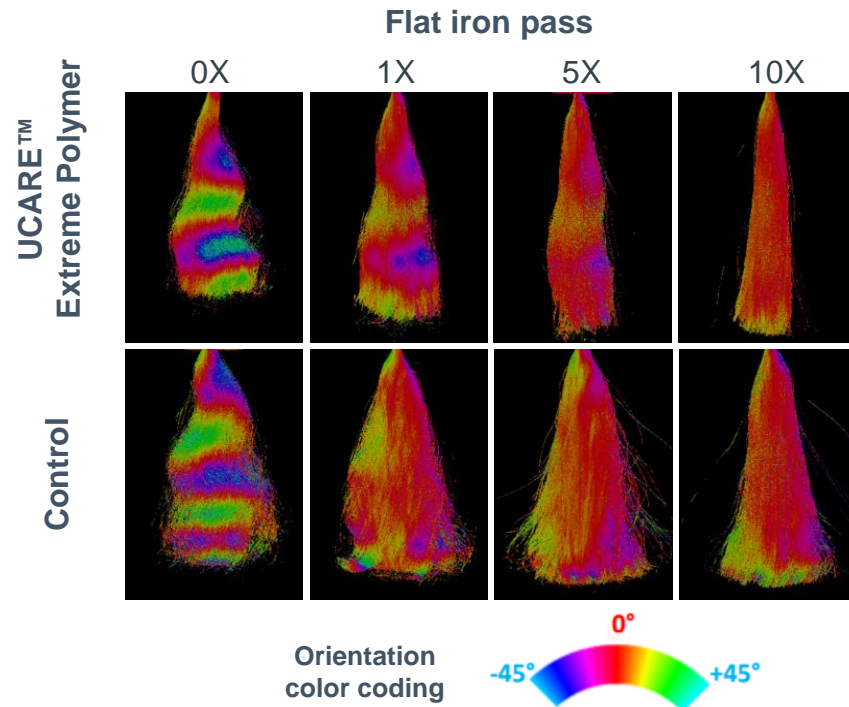 Flat iron pass
0X 1X 5X 10X
UCARE™
Extreme Polymer
Control
Orientation
color coding
-45° 0° +45°